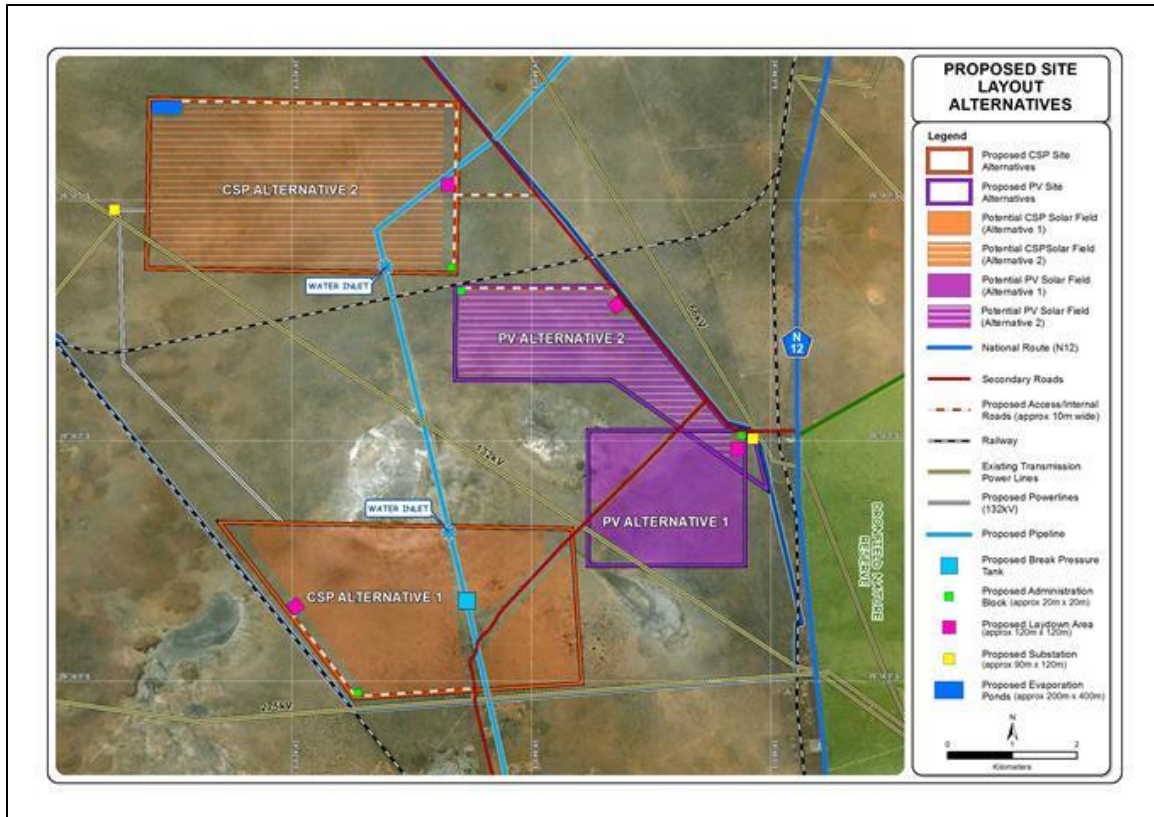 PROPOSED SITE
LAYOUT
ALTERNATIVES
Legend
Proposed CSP Site
Alternatives
Proposed PV Site
Alternatives
Potential CSP Solar Field
(Alternative 1)
Potential CSPSolar Field
(Alternative 2)
Potential PV Solar Field
(Alternative 1)
Potential PV Solar Field
(Alternative 2)
National Route (N12)
Secondary Roads
Proposed Access/Internal
Roads (approx 10m wide)
Railway
Existing Transmission
Power Lines
Proposed Powerlines
(132kV)
Proposed Pipeline
Proposed Break Pressure
Tank
Proposed Administration
Block (approx 20m x 20m)
Proposed Laydown Area
(approx 120m x 120m)
Proposed Substation
(approx 90m x 120m)
Proposed Evaporation
Ponds (approx 200m x 400m)
N
0 1 2
Kilometers
CSP ALTERNATIVE 2
WATER INLET
PV ALTERNATIVE 2
66kV
N
12
132kV
WATER INLET
PV ALTERNATIVE 1
CSP ALTERNATIVE 1
NATURE
RESERVE